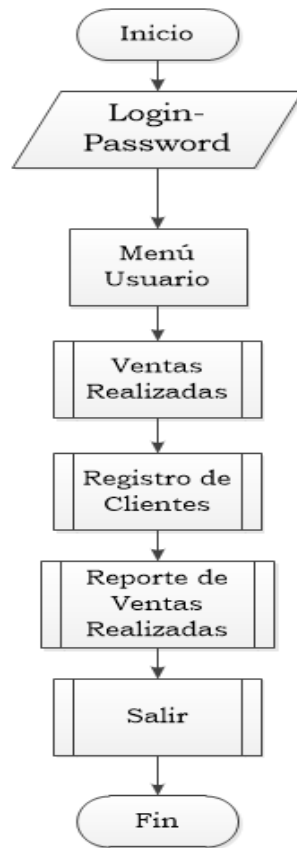 Inicio
Login-
Password
Menú
Usuario
Ventas
Realizadas
Registro de
Clientes
Reporte de
Ventas
Realizadas
Salir
Fin